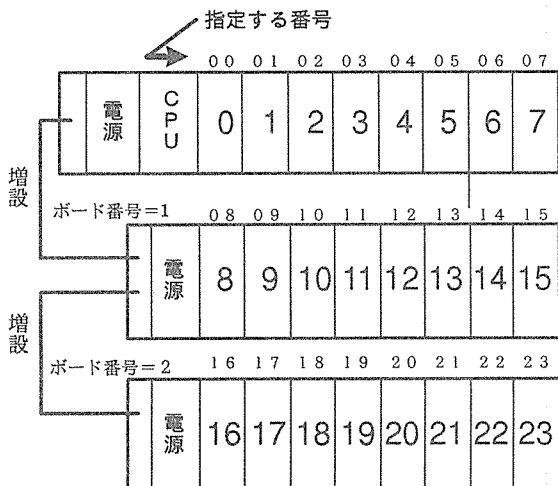 指定する番号
00 01 02 03 04 05 06 07
電源 CPU 0 1 2 3 4 5 6 7
増設
ボード番号=1
08 09 10 11 12 13 14 15
電源 8 9 10 11 12 13 14 15
増設
ボード番号=2
16 17 18 19 20 21 22 23
電源 16 17 18 19 20 21 22 23